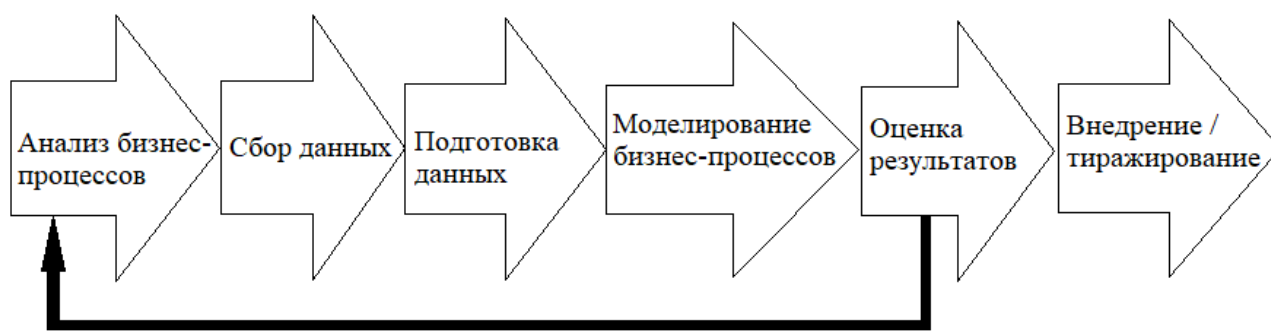 Анализ бизнес-
процессов
Сбор данных
Подготовка
данных
Моделирование
бизнес-процессов
Оценка
результатов
Внедрение /
тиражирование